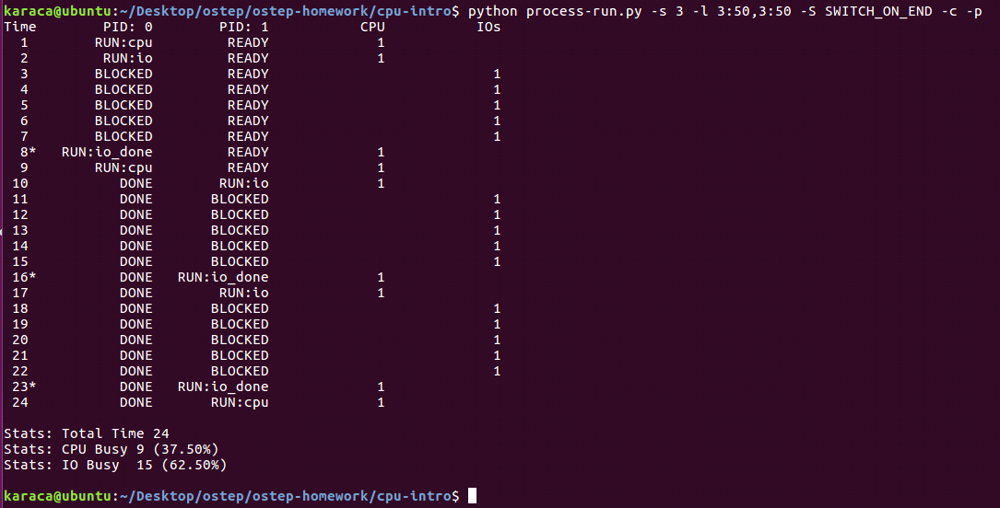 karaca@ubuntu:~/Desktop/ostep/ostep-homework/cpu-intro$ python process-run.py -s 3 -l 3:50,3:50 -S SWITCH_ON_END -c -p
Time        PID: 0        PID: 1           CPU           IOs
  1        RUN:cpu         READY             1
  2         RUN:io         READY             1
  3        BLOCKED         READY                           1
  4        BLOCKED         READY                           1
  5        BLOCKED         READY                           1
  6        BLOCKED         READY                           1
  7        BLOCKED         READY                           1
  8*   RUN:io_done         READY             1
  9        RUN:cpu         READY             1
 10           DONE        RUN:io             1
 11           DONE       BLOCKED                           1
 12           DONE       BLOCKED                           1
 13           DONE       BLOCKED                           1
 14           DONE       BLOCKED                           1
 15           DONE       BLOCKED                           1
 16*          DONE   RUN:io_done             1
 17           DONE        RUN:io             1
 18           DONE       BLOCKED                           1
 19           DONE       BLOCKED                           1
 20           DONE       BLOCKED                           1
 21           DONE       BLOCKED                           1
 22           DONE       BLOCKED                           1
 23*          DONE   RUN:io_done             1
 24           DONE       RUN:cpu             1
Stats: Total Time 24
Stats: CPU Busy 9 (37.50%)
Stats: IO Busy  15 (62.50%)
karaca@ubuntu:~/Desktop/ostep/ostep-homework/cpu-intro$